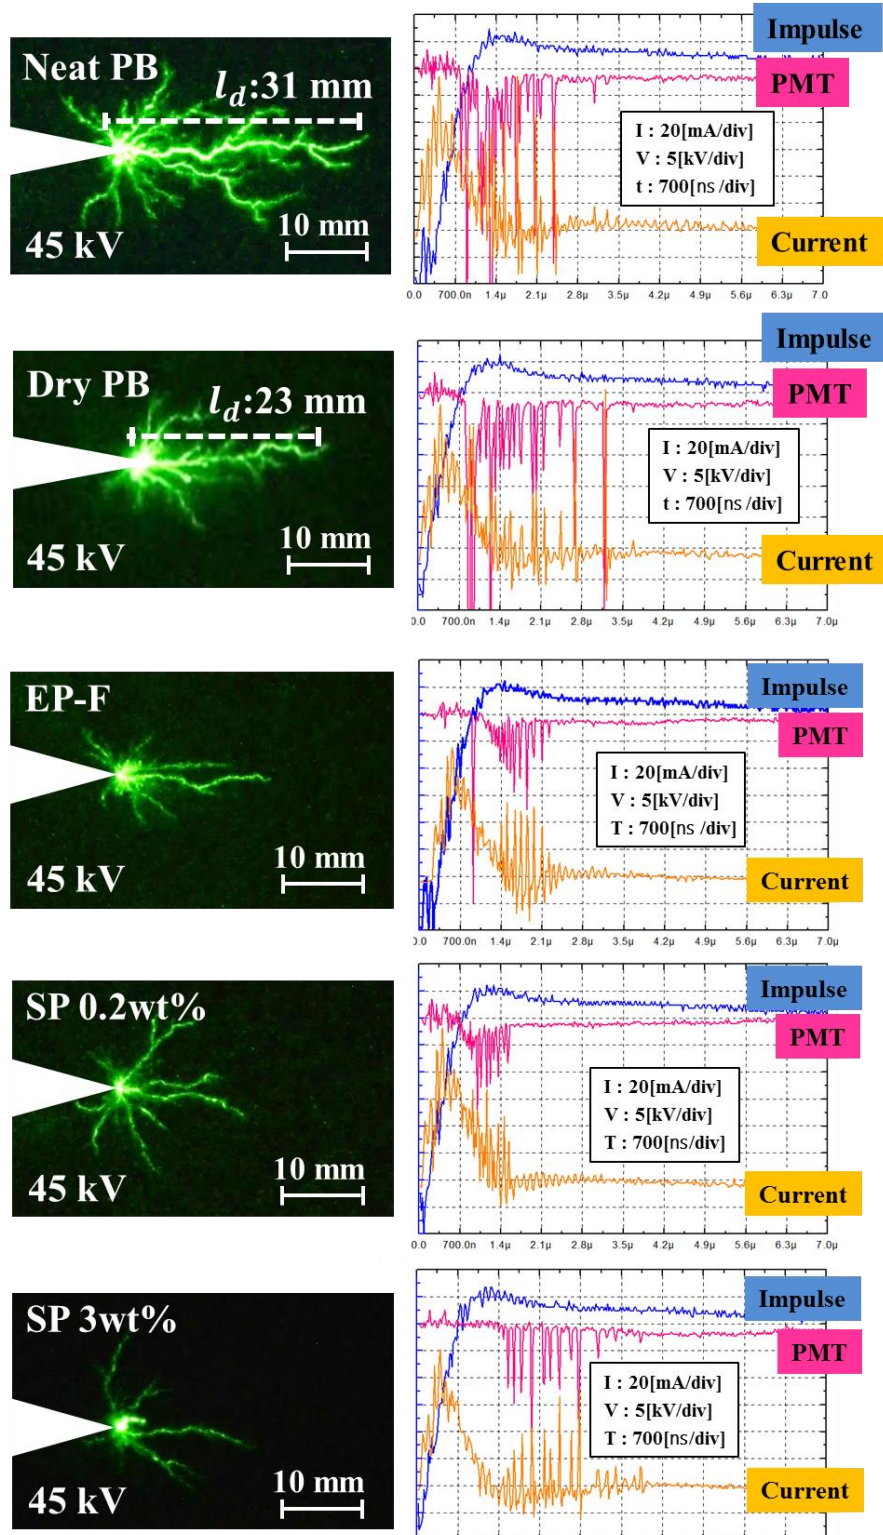 Neat PB
l_d:31 mm
10 mm
45 kV
Impulse
PMT
I : 20[mA/div]
V : 5[kV/div]
t : 700[ns /div]
Current
0.0 700.0n 1.4µ 2.1µ 2.8µ 3.5µ 4.2µ 4.9µ 5.6µ 6.3µ 7.0
Dry PB
l_d:23 mm
10 mm
45 kV
Impulse
PMT
I : 20[mA/div]
V : 5[kV/div]
t : 700[ns /div]
Current
0.0 700.0n 1.4µ 2.1µ 2.8µ 3.5µ 4.2µ 4.9µ 5.6µ 6.3µ 7.0µ
EP-F
10 mm
45 kV
Impulse
PMT
I : 20[mA/div]
V : 5[kV/div]
T : 700[ns /div]
Current
0.0 700.0n 1.4µ 2.1µ 2.8µ 3.5µ 4.2µ 4.9µ 5.6µ 6.3µ 7.0µ
SP 0.2wt%
10 mm
45 kV
Impulse
PMT
I : 20[mA/div]
V : 5[kV/div]
T : 700[ns/div]
Current
0.0 700.0n 1.4µ 2.1µ 2.8µ 3.5µ 4.2µ 4.9µ 5.6µ 6.3µ 7.0µ
SP 3wt%
10 mm
45 kV
Impulse
PMT
I : 20[mA/div]
V : 5[kV/div]
T : 700[ns/div]
Current